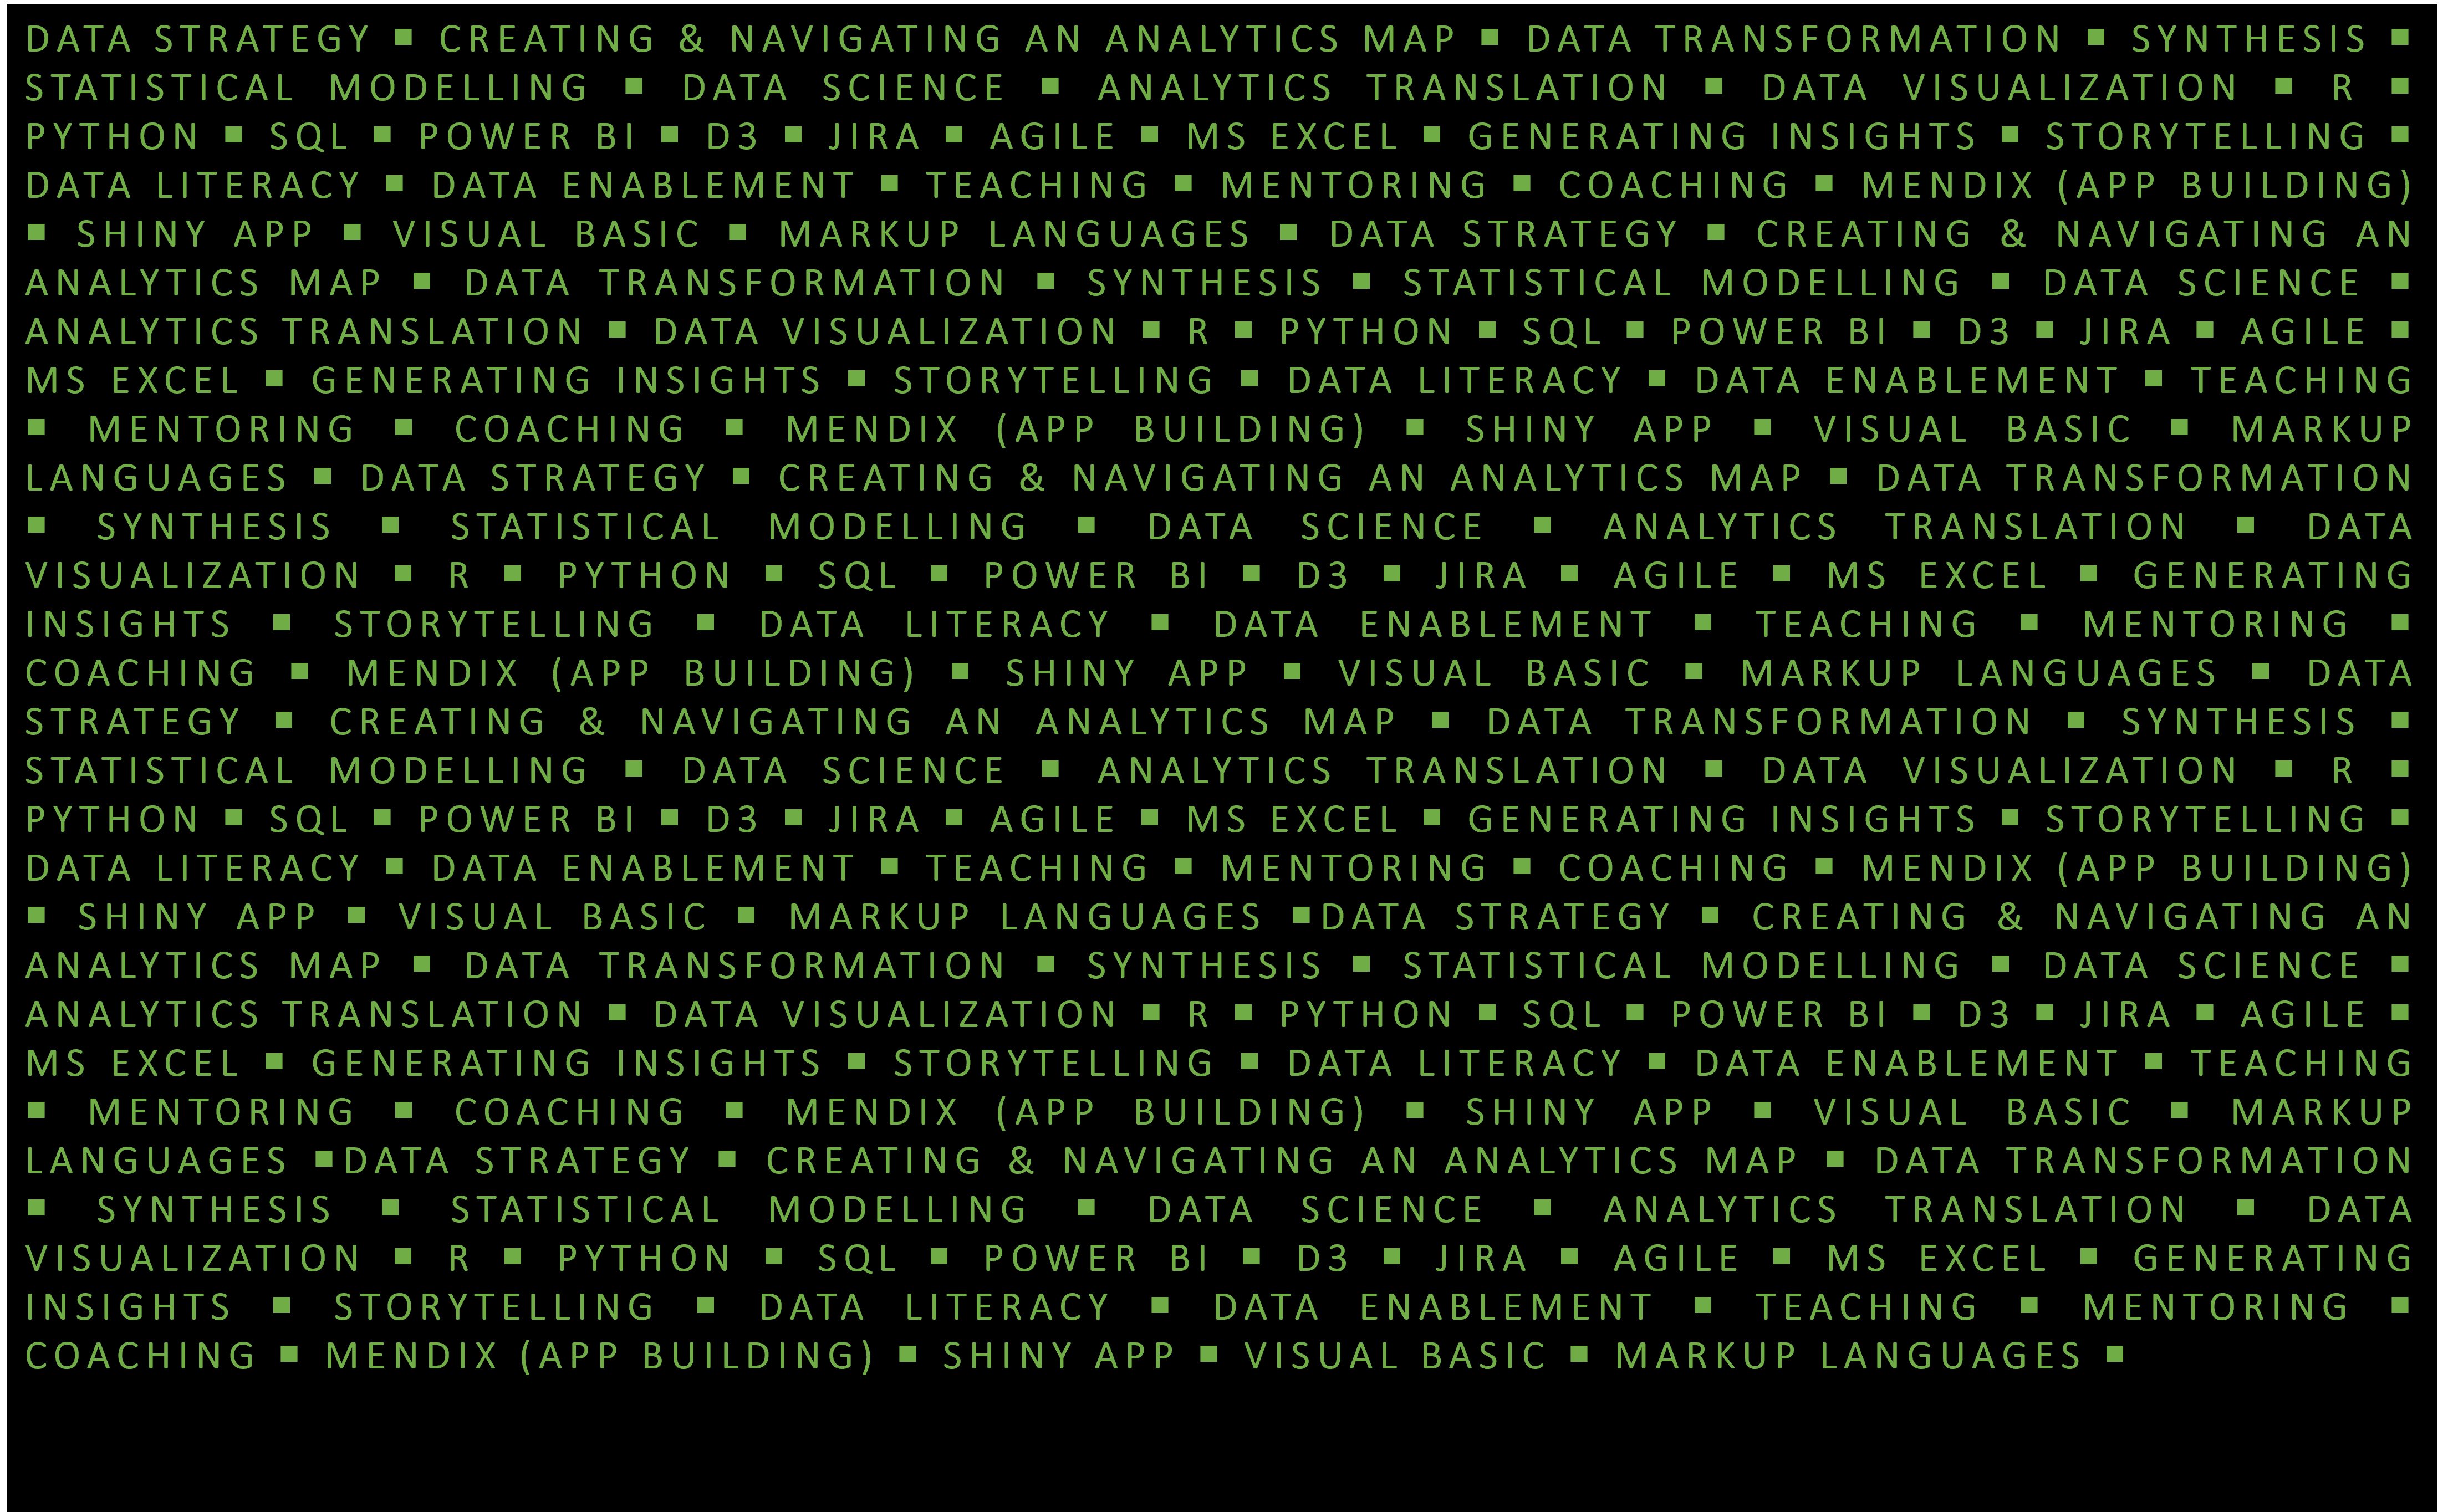 DATA STRATEGY ▪ CREATING & NAVIGATING AN ANALYTICS MAP ▪ DATA TRANSFORMATION ▪ SYNTHESIS ▪
STATISTICAL MODELLING ▪ DATA SCIENCE ▪ ANALYTICS TRANSLATION ▪ DATA VISUALIZATION ▪ R ▪
PYTHON ▪ SQL ▪ POWER BI ▪ D3 ▪ JIRA ▪ AGILE ▪ MS EXCEL ▪ GENERATING INSIGHTS ▪ STORYTELLING ▪
DATA LITERACY ▪ DATA ENABLEMENT ▪ TEACHING ▪ MENTORING ▪ COACHING ▪ MENDIX (APP BUILDING)
▪ SHINY APP ▪ VISUAL BASIC ▪ MARKUP LANGUAGES ▪ DATA STRATEGY ▪ CREATING & NAVIGATING AN
ANALYTICS MAP ▪ DATA TRANSFORMATION ▪ SYNTHESIS ▪ STATISTICAL MODELLING ▪ DATA SCIENCE ▪
ANALYTICS TRANSLATION ▪ DATA VISUALIZATION ▪ R ▪ PYTHON ▪ SQL ▪ POWER BI ▪ D3 ▪ JIRA ▪ AGILE ▪
MS EXCEL ▪ GENERATING INSIGHTS ▪ STORYTELLING ▪ DATA LITERACY ▪ DATA ENABLEMENT ▪ TEACHING
▪ MENTORING ▪ COACHING ▪ MENDIX (APP BUILDING) ▪ SHINY APP ▪ VISUAL BASIC ▪ MARKUP
LANGUAGES ▪ DATA STRATEGY ▪ CREATING & NAVIGATING AN ANALYTICS MAP ▪ DATA TRANSFORMATION
▪ SYNTHESIS ▪ STATISTICAL MODELLING ▪ DATA SCIENCE ▪ ANALYTICS TRANSLATION ▪ DATA
VISUALIZATION ▪ R ▪ PYTHON ▪ SQL ▪ POWER BI ▪ D3 ▪ JIRA ▪ AGILE ▪ MS EXCEL ▪ GENERATING
INSIGHTS ▪ STORYTELLING ▪ DATA LITERACY ▪ DATA ENABLEMENT ▪ TEACHING ▪ MENTORING ▪
COACHING ▪ MENDIX (APP BUILDING) ▪ SHINY APP ▪ VISUAL BASIC ▪ MARKUP LANGUAGES ▪ DATA
STRATEGY ▪ CREATING & NAVIGATING AN ANALYTICS MAP ▪ DATA TRANSFORMATION ▪ SYNTHESIS ▪
STATISTICAL MODELLING ▪ DATA SCIENCE ▪ ANALYTICS TRANSLATION ▪ DATA VISUALIZATION ▪ R ▪
PYTHON ▪ SQL ▪ POWER BI ▪ D3 ▪ JIRA ▪ AGILE ▪ MS EXCEL ▪ GENERATING INSIGHTS ▪ STORYTELLING ▪
DATA LITERACY ▪ DATA ENABLEMENT ▪ TEACHING ▪ MENTORING ▪ COACHING ▪ MENDIX (APP BUILDING)
▪ SHINY APP ▪ VISUAL BASIC ▪ MARKUP LANGUAGES ▪DATA STRATEGY ▪ CREATING & NAVIGATING AN
ANALYTICS MAP ▪ DATA TRANSFORMATION ▪ SYNTHESIS ▪ STATISTICAL MODELLING ▪ DATA SCIENCE ▪
ANALYTICS TRANSLATION ▪ DATA VISUALIZATION ▪ R ▪ PYTHON ▪ SQL ▪ POWER BI ▪ D3 ▪ JIRA ▪ AGILE ▪
MS EXCEL ▪ GENERATING INSIGHTS ▪ STORYTELLING ▪ DATA LITERACY ▪ DATA ENABLEMENT ▪ TEACHING
▪ MENTORING ▪ COACHING ▪ MENDIX (APP BUILDING) ▪ SHINY APP ▪ VISUAL BASIC ▪ MARKUP
LANGUAGES ▪DATA STRATEGY ▪ CREATING & NAVIGATING AN ANALYTICS MAP ▪ DATA TRANSFORMATION
▪ SYNTHESIS ▪ STATISTICAL MODELLING ▪ DATA SCIENCE ▪ ANALYTICS TRANSLATION ▪ DATA
VISUALIZATION ▪ R ▪ PYTHON ▪ SQL ▪ POWER BI ▪ D3 ▪ JIRA ▪ AGILE ▪ MS EXCEL ▪ GENERATING
INSIGHTS ▪ STORYTELLING ▪ DATA LITERACY ▪ DATA ENABLEMENT ▪ TEACHING ▪ MENTORING ▪
COACHING ▪ MENDIX (APP BUILDING) ▪ SHINY APP ▪ VISUAL BASIC ▪ MARKUP LANGUAGES ▪